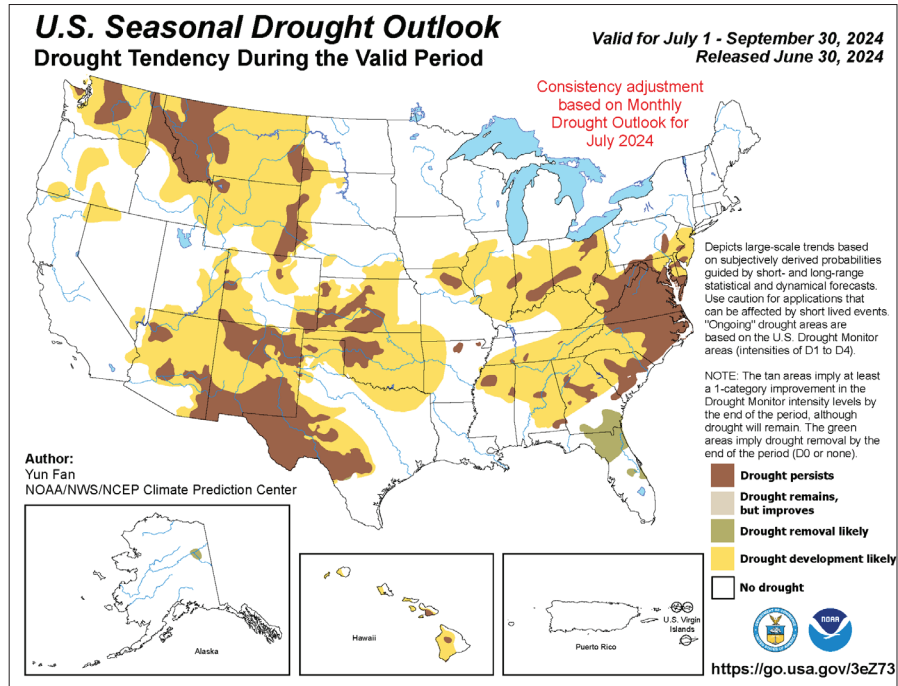 U.S. Seasonal Drought Outlook
Drought Tendency During the Valid Period
Valid for July 1 - September 30, 2024
Released June 30, 2024
Consistency adjustment
based on Monthly
Drought Outlook for
July 2024
Depicts large-scale trends based
on subjectively derived probabilities
guided by short- and long-range
statistical and dynamical forecasts.
Use caution for applications that
can be affected by short lived events.
"Ongoing" drought areas are
based on the U.S. Drought Monitor
areas (intensities of D1 to D4).
NOTE: The tan areas imply at least
a 1-category improvement in the
Drought Monitor intensity levels by
the end of the period, although
drought will remain. The green
areas imply drought removal by the
end of the period (D0 or none).
Author:
Yun Fan
NOAA/NWS/NCEP Climate Prediction Center
Drought persists
Drought remains,
but improves
Drought removal likely
Drought development likely
No drought
Alaska
Hawaii
Puerto Rico
U.S. Virgin
Islands
NOAA
https://go.usa.gov/3eZ73